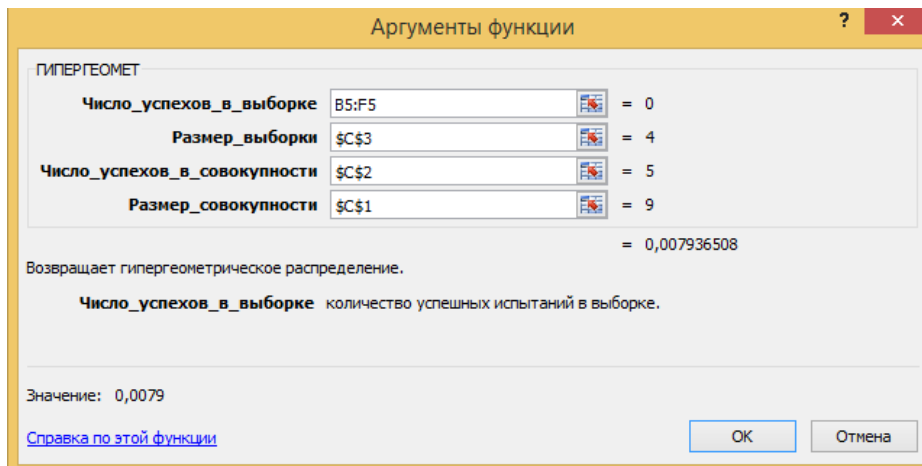 Аргументы функции ? ×
ГИПЕРГЕОМЕТ
Число_успехов_в_выборке B5:F5 = 0
Размер_выборки $C$3 = 4
Число_успехов_в_совокупности $C$2 = 5
Размер_совокупности $C$1 = 9
= 0,007936508
Возвращает гипергеометрическое распределение.
Число_успехов_в_выборке количество успешных испытаний в выборке.
Значение: 0,0079
Справка по этой функции
ОК Отмена